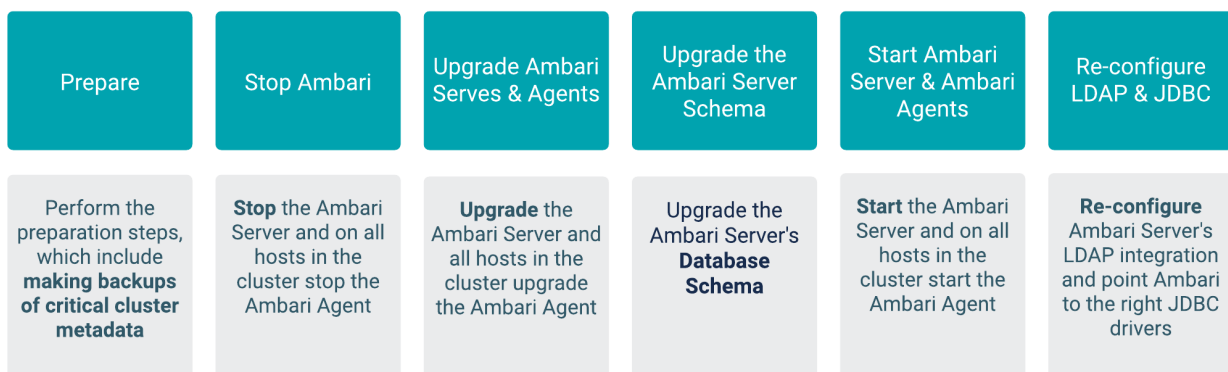 Prepare
Stop Ambari
Upgrade Ambari
Serves & Agents
Upgrade the
Ambari Server
Schema
Start Ambari
Server & Ambari
Agents
Re-configure
LDAP & JDBC
Perform the
preparation steps,
which include
making backups
of critical cluster
metadata
Stop the Ambari
Server and on all
hosts in the
cluster stop the
Ambari Agent
Upgrade the
Ambari Server and
all hosts in the
cluster upgrade
the Ambari Agent
Upgrade the
Ambari Server's
Database
Schema
Start the Ambari
Server and on all
hosts in the
cluster start the
Ambari Agent
Re-configure
Ambari Server's
LDAP integration
and point Ambari
to the right JDBC
drivers